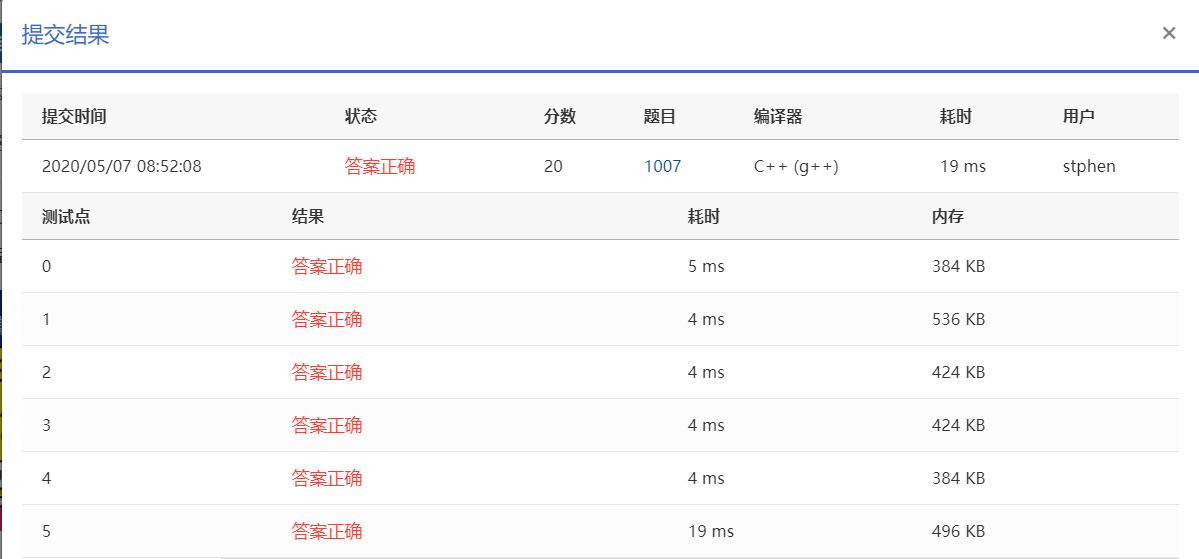 提交结果 ×
提交时间 状态 分数 题目 编译器 耗时 用户
2020/05/07 08:52:08 答案正确 20 1007 C++ (g++) 19 ms stphen
测试点 结果 耗时 内存
0 答案正确 5 ms 384 KB
1 答案正确 4 ms 536 KB
2 答案正确 4 ms 424 KB
3 答案正确 4 ms 424 KB
4 答案正确 4 ms 384 KB
5 答案正确 19 ms 496 KB